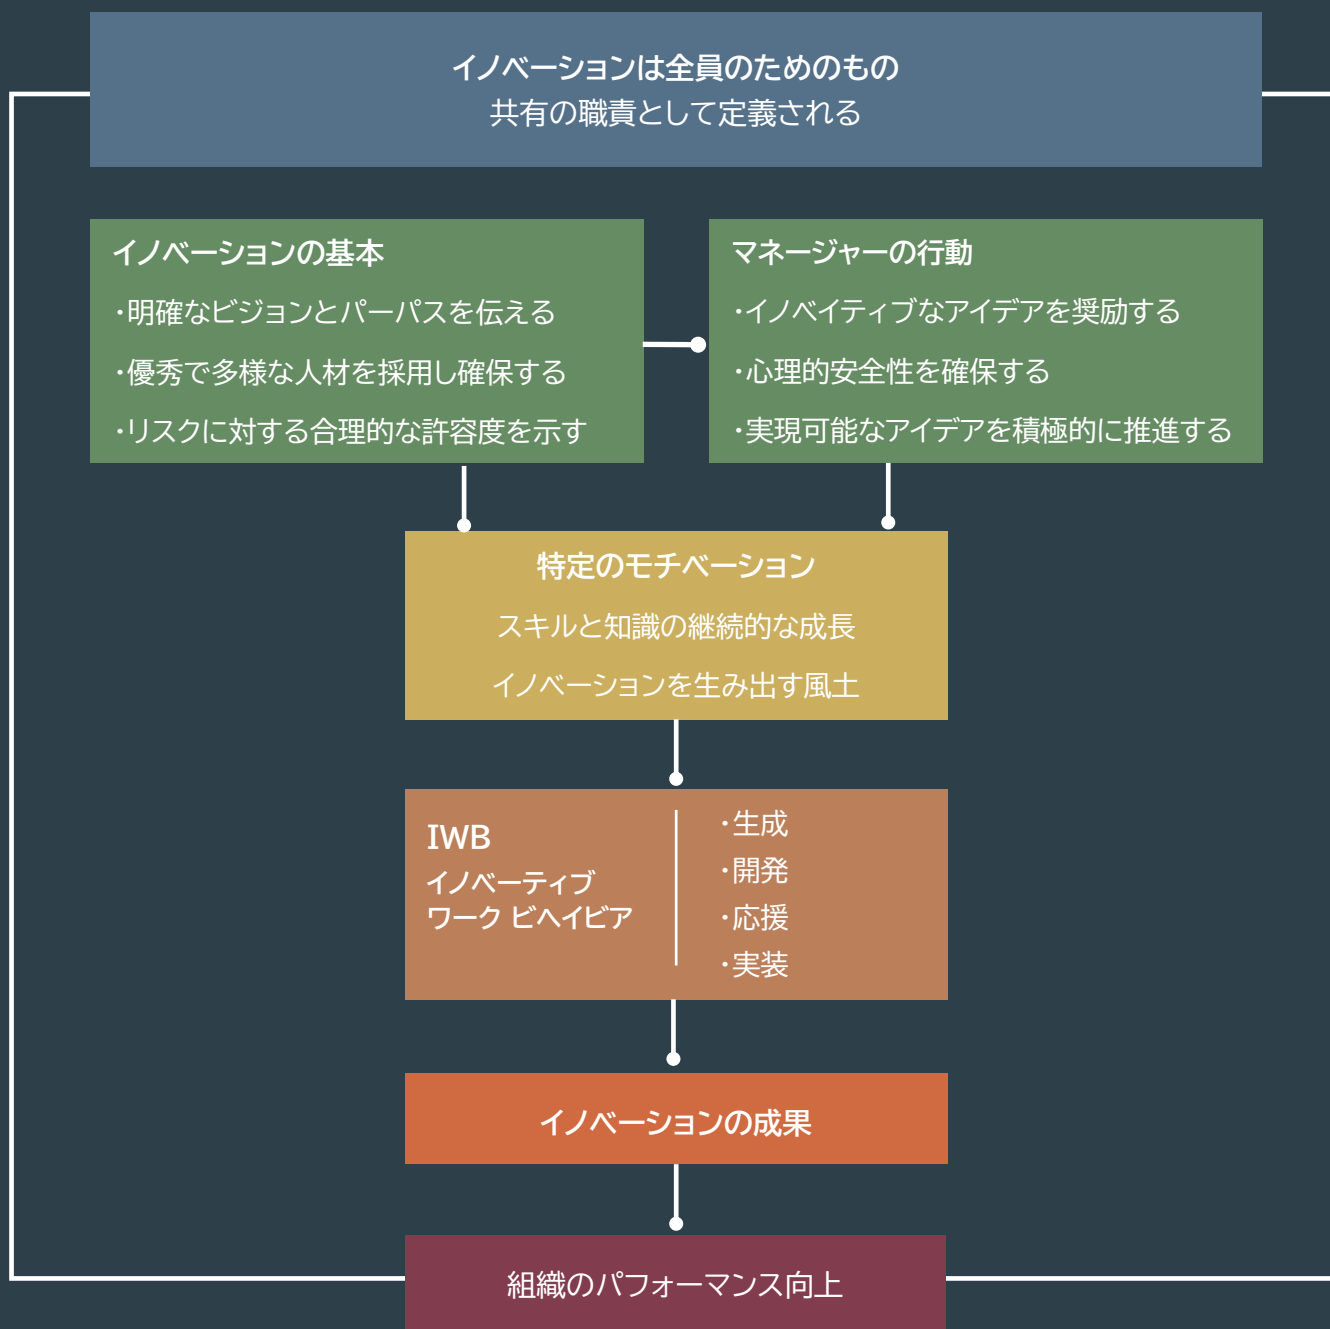 イノベーションは全員のためのもの
共有の職責として定義される
イノベーションの基本
・明確なビジョンとパーパスを伝える
・優秀で多様な人材を採用し確保する
・リスクに対する合理的な許容度を示す
マネージャーの行動
・イノベイティブなアイデアを奨励する
・心理的安全性を確保する
・実現可能なアイデアを積極的に推進する
特定のモチベーション
スキルと知識の継続的な成長
イノベーションを生み出す風土
IWB
イノベーティブ
ワーク ビヘイビア
・生成
・開発
・応援
・実装
イノベーションの成果
組織のパフォーマンス向上